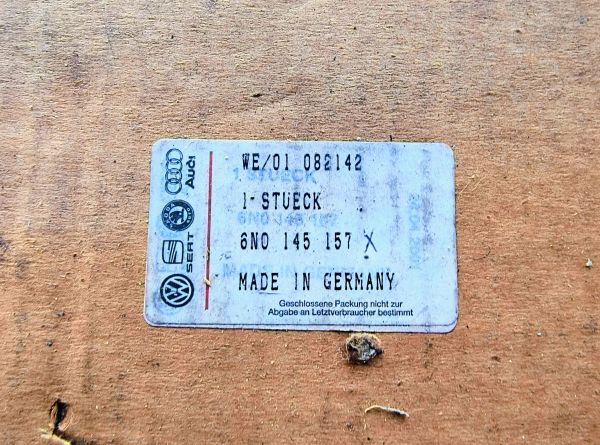 WE/01 082142
1 STUECK
6N0 145 157 X
MADE IN GERMANY
Geschlossene Packung nicht zur
Abgabe an Letztverbraucher bestimmt
Audi
SEAT